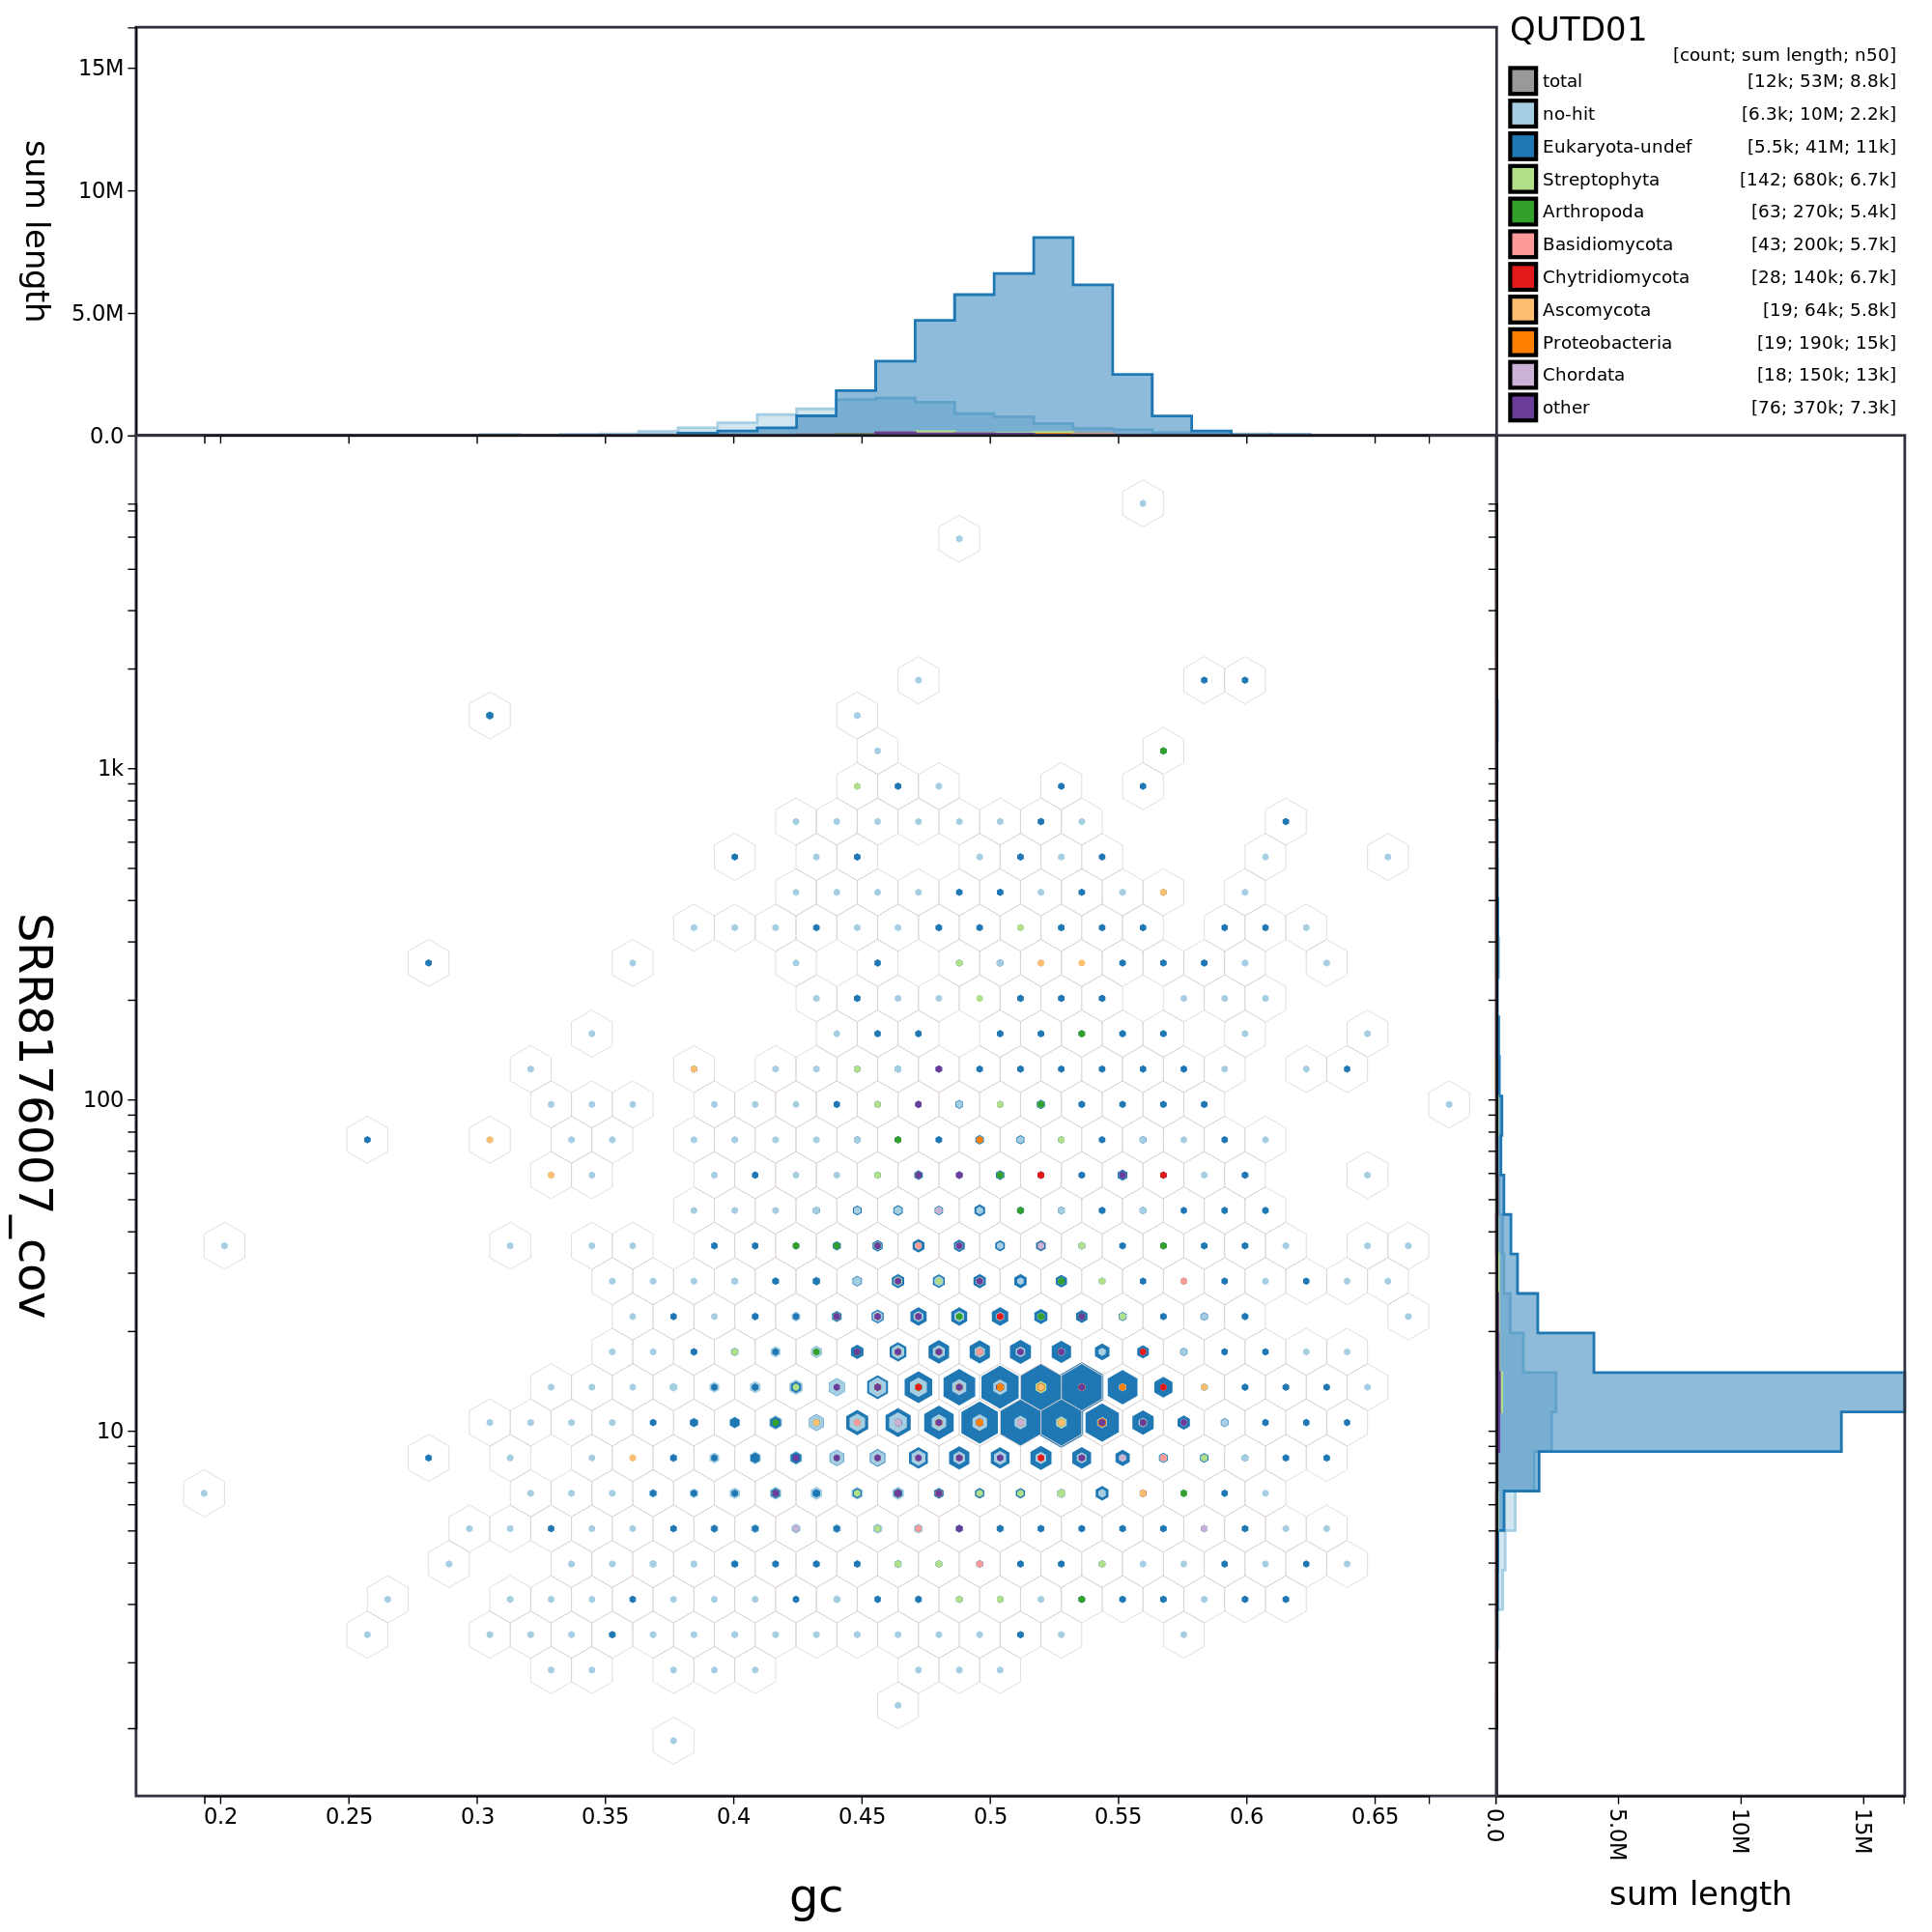 QUTD01
[count; sum length; n50]
total [12k; 53M; 8.8k]
no-hit [6.3k; 10M; 2.2k]
Eukaryota-undef [5.5k; 41M; 11k]
Streptophyta [142; 680k; 6.7k]
Arthropoda [63; 270k; 5.4k]
Basidiomycota [43; 200k; 5.7k]
Chytridiomycota [28; 140k; 6.7k]
Ascomycota [19; 64k; 5.8k]
Proteobacteria [19; 190k; 15k]
Chordata [18; 150k; 13k]
other [76; 370k; 7.3k]
sum length
15M
10M
5.0M
0.0
SRR8176007_cov
1k
100
10
0.2 0.25 0.3 0.35 0.4 0.45 0.5 0.55 0.6 0.65
gc
0.0 5.0M 10M 15M
sum length